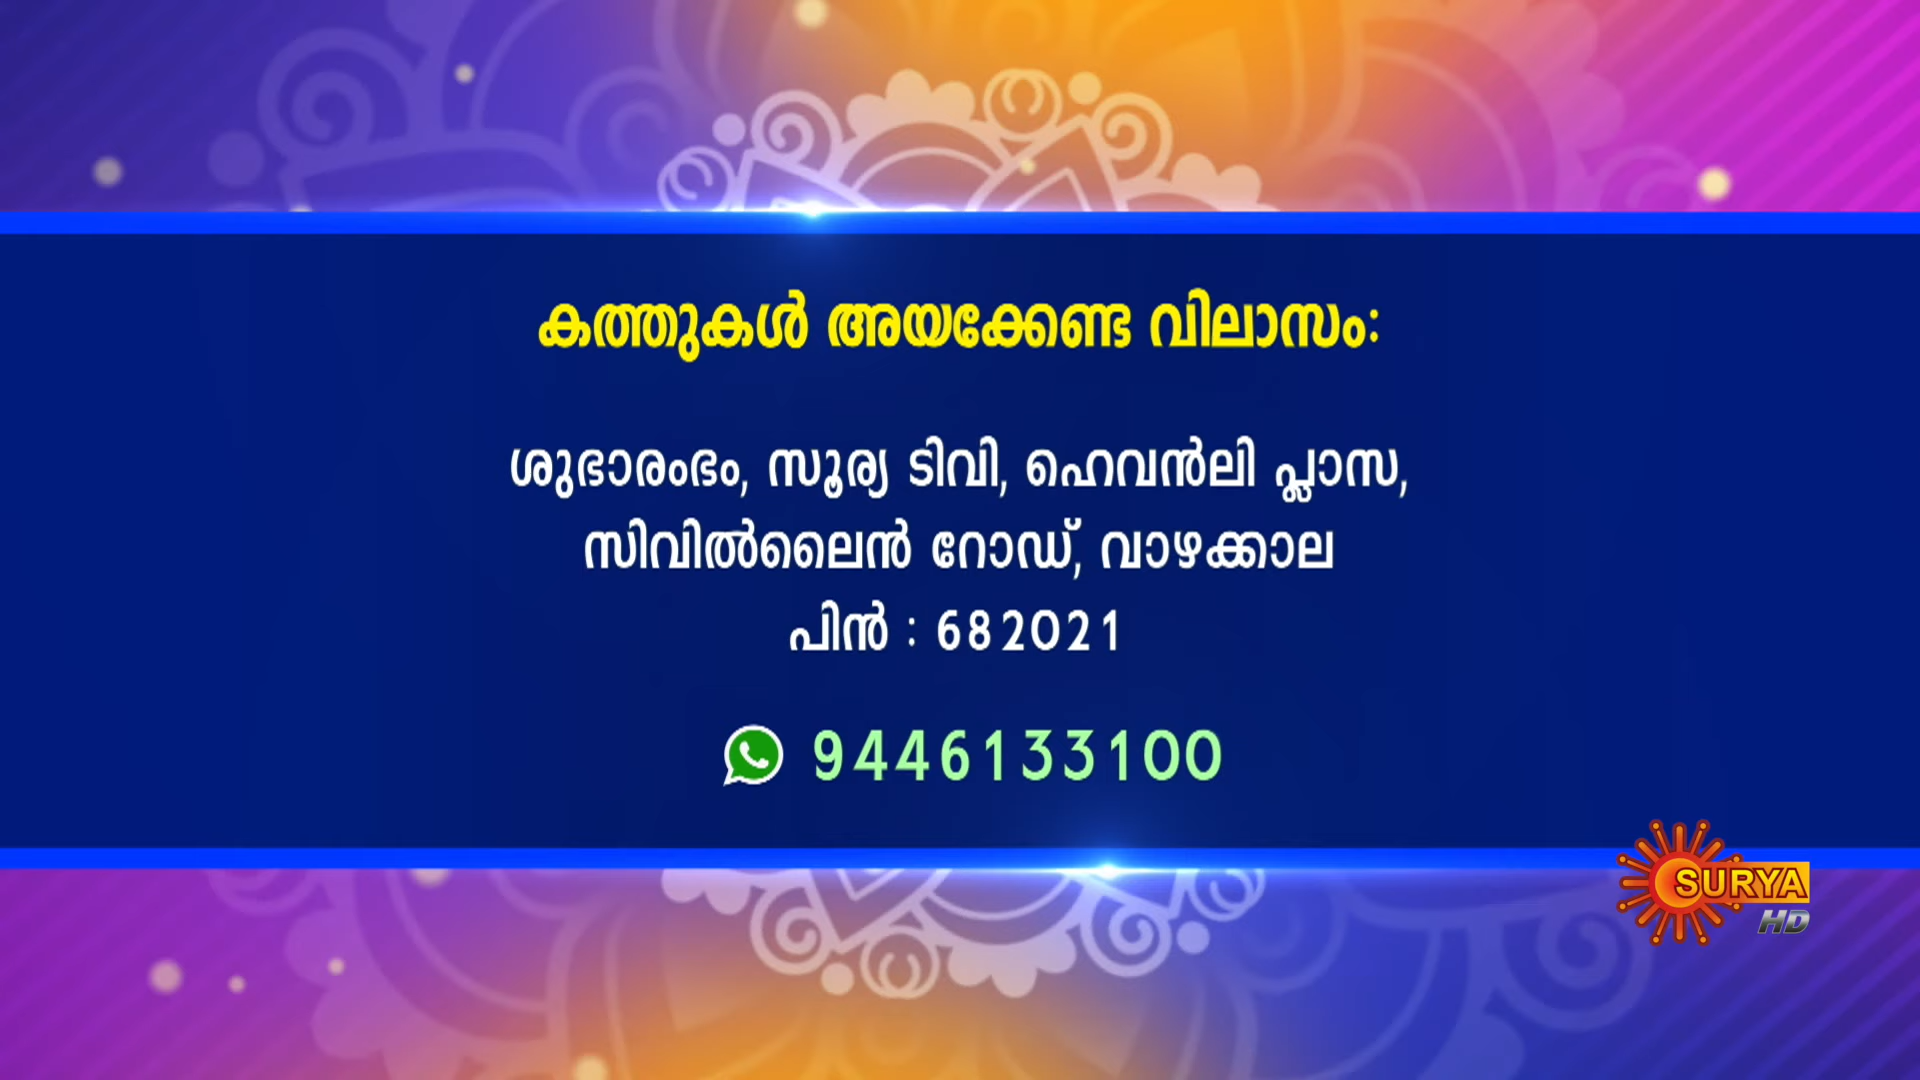 കത്തുകൾ അയക്കേണ്ട വിലാസം:
ശുഭാരംഭം, സൂര്യ ടിവി, ഹെവൻലി പ്ലാസ,
സിവിൽലൈൻ റോഡ്, വാഴക്കാല
പിൻ : 682021
9446133100
SURYA
HD